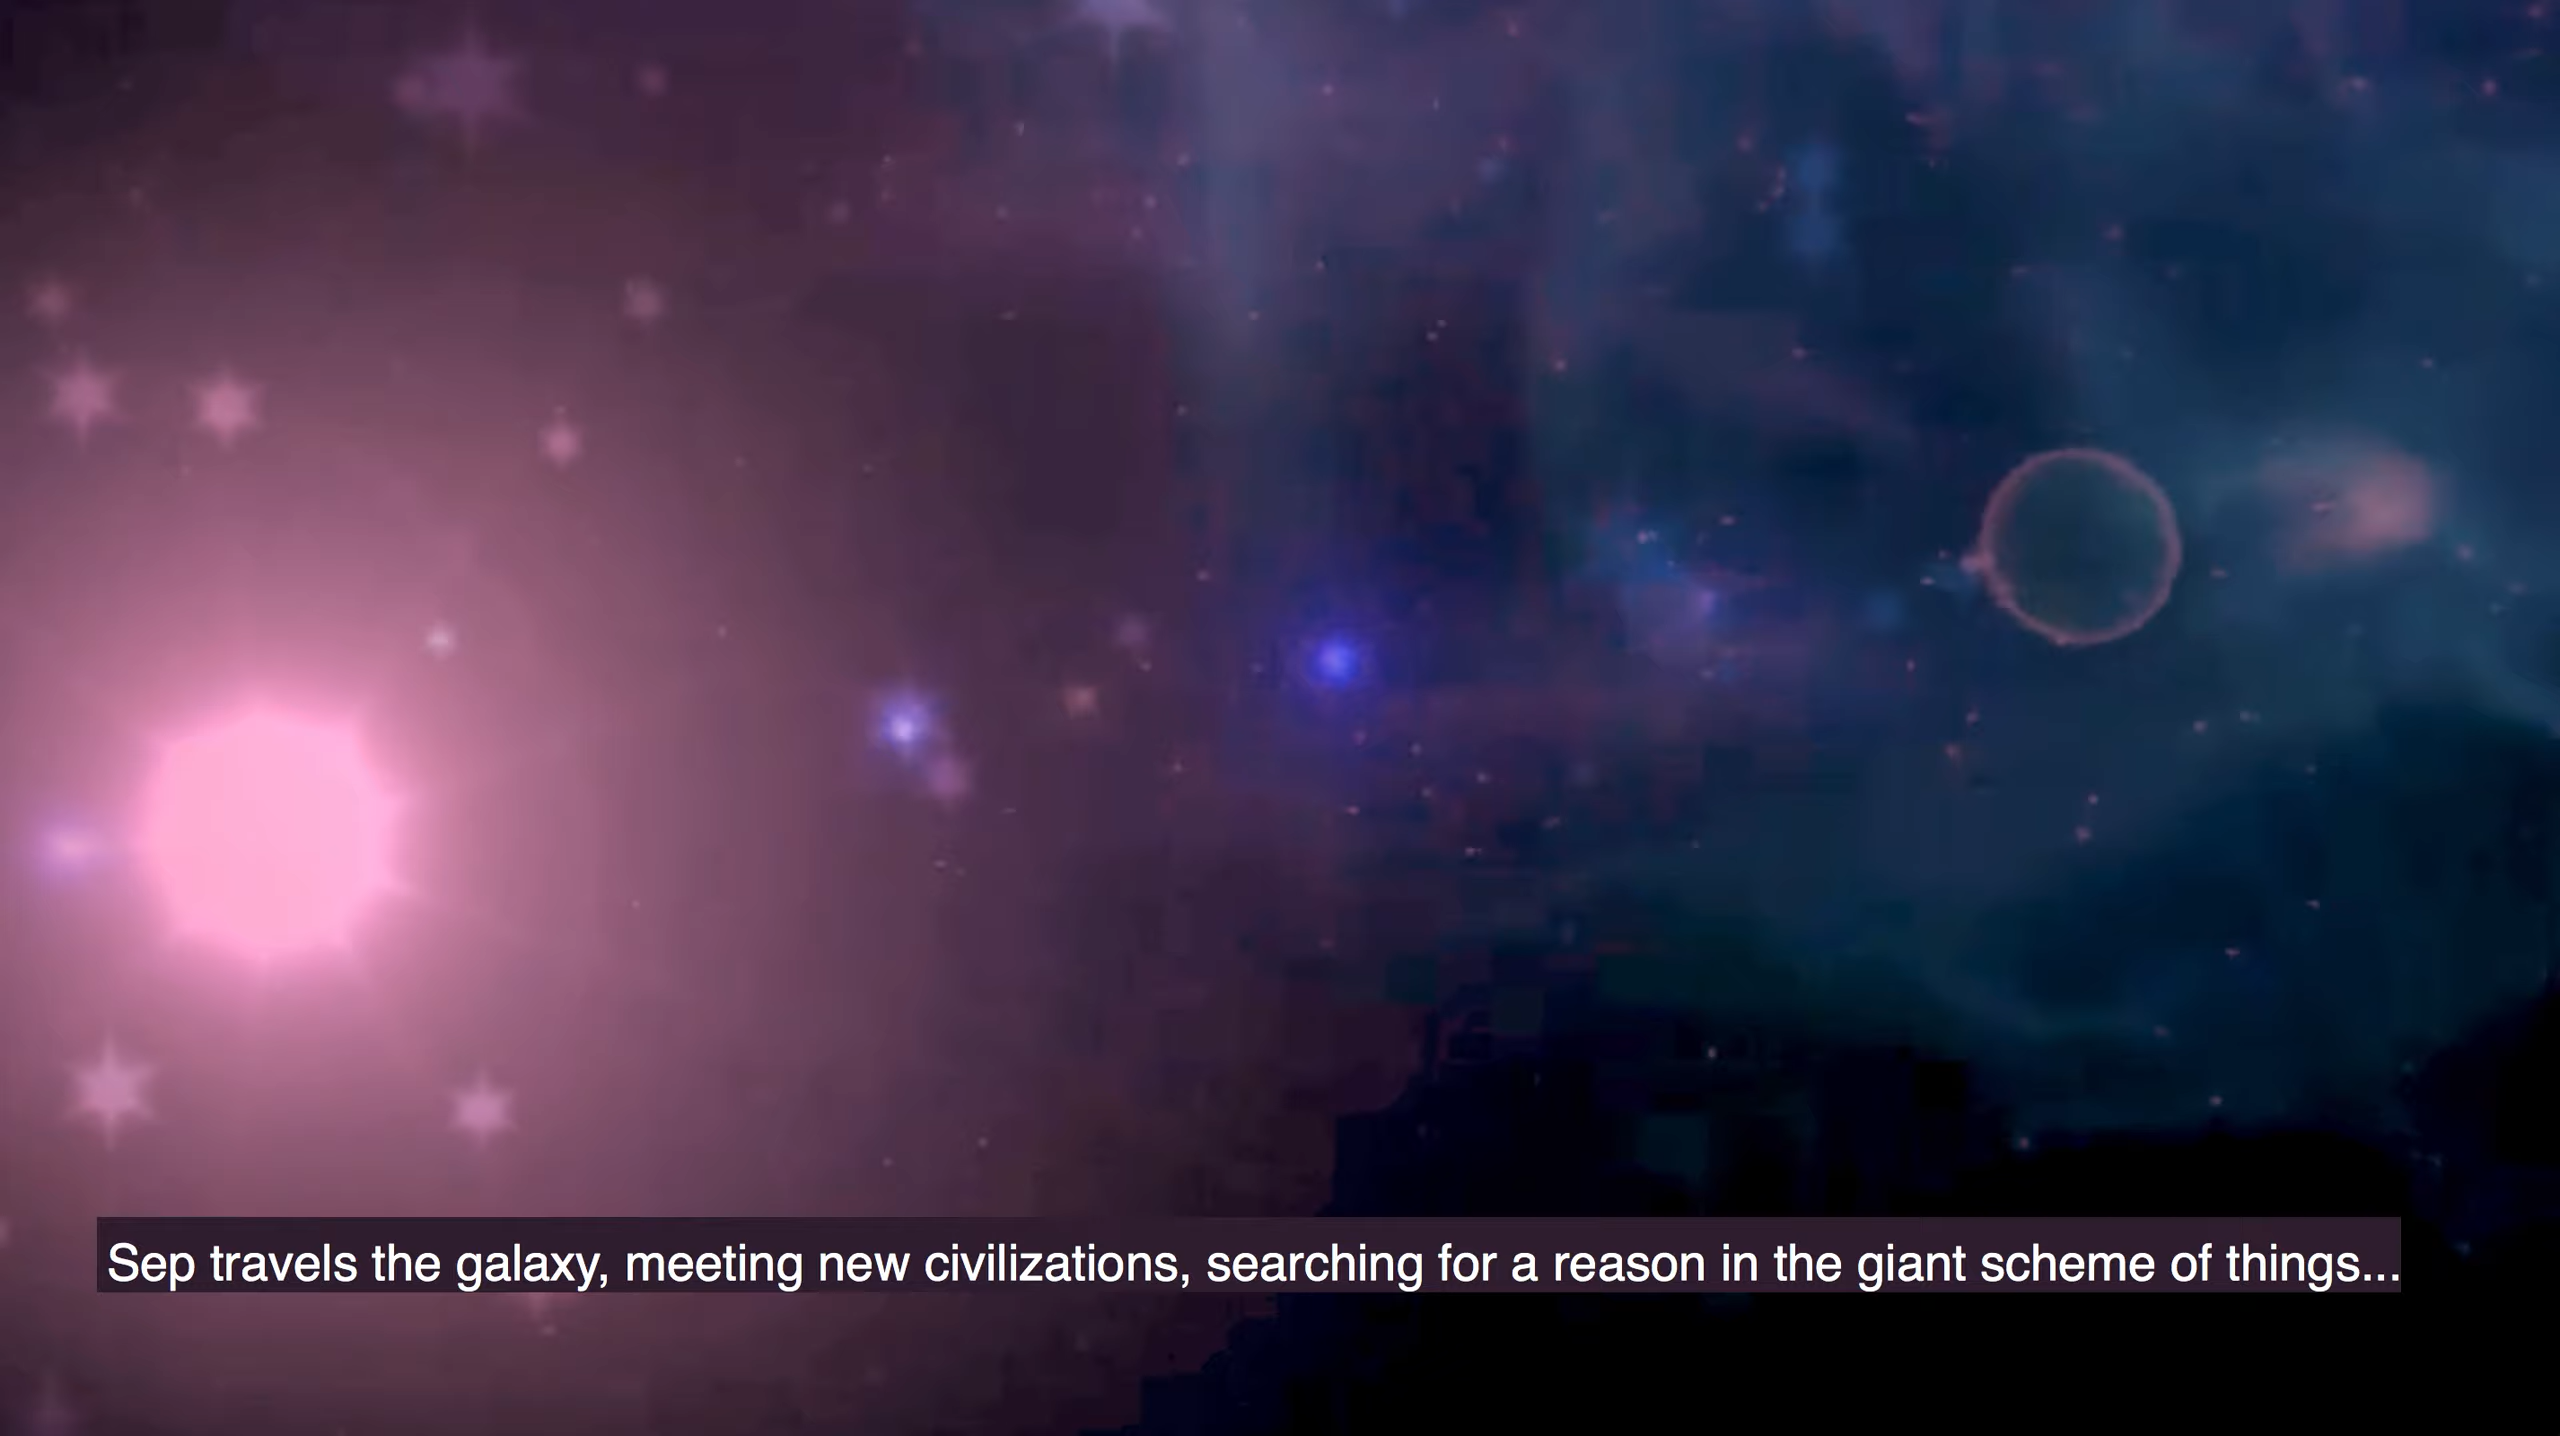 Sep travels the galaxy, meeting new civilizations, searching for a reason in the giant scheme of things...